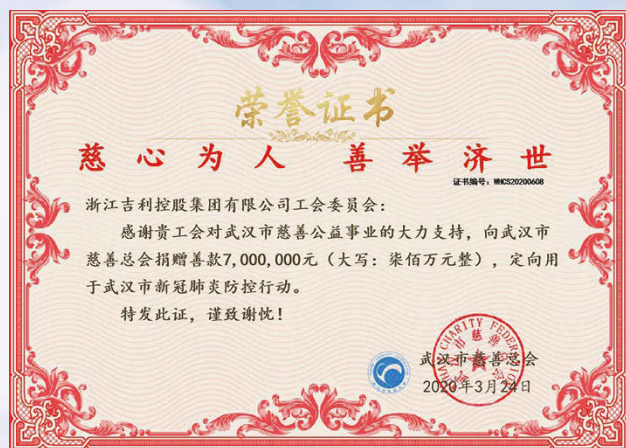 荣誉证书
慈心为人 善举济世
证书编号：WHCS20200608
浙江吉利控股集团有限公司工会委员会：
感谢贵工会对武汉市慈善公益事业的大力支持，向武汉市
慈善总会捐赠善款7,000,000元（大写：柒佰万元整），定向用
于武汉市新冠肺炎防控行动。
特发此证，谨致谢忱！
武汉市慈善总会
2020年3月24日